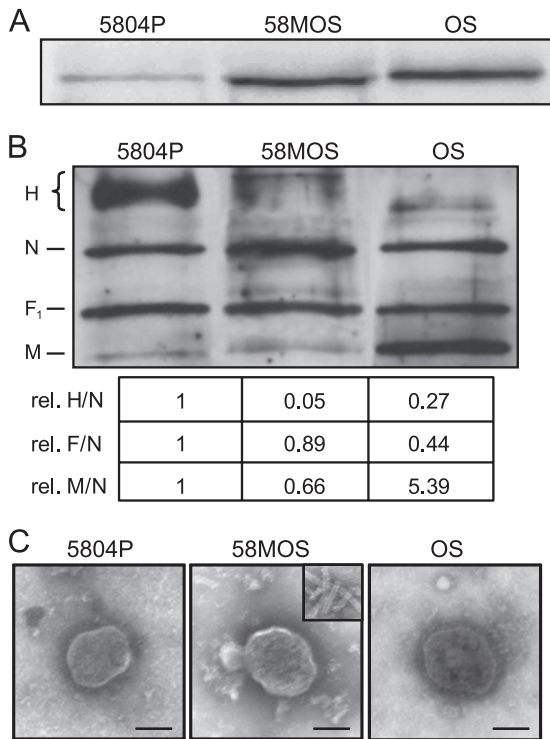 A
5804P 58MOS OS
B
5804P 58MOS OS
H
N
F₁
M
rel. H/N 1 0.05 0.27
rel. F/N 1 0.89 0.44
rel. M/N 1 0.66 5.39
C
5804P 58MOS OS